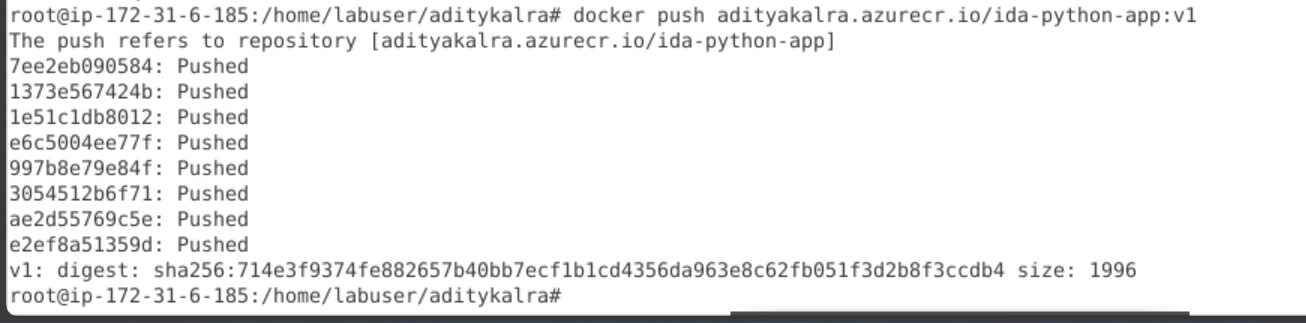 root@ip-172-31-6-185:/home/labuser/aditykalra# docker push adityakalra.azurecr.io/ida-python-app:v1
The push refers to repository [adityakalra.azurecr.io/ida-python-app]
7ee2eb090584: Pushed
1373e567424b: Pushed
1e51c1db8012: Pushed
e6c5004ee77f: Pushed
997b8e79e84f: Pushed
3054512b6f71: Pushed
ae2d55769c5e: Pushed
e2ef8a51359d: Pushed
v1: digest: sha256:714e3f9374fe882657b40bb7ecf1b1cd4356da963e8c62fb051f3d2b8f3ccdb4 size: 1996
root@ip-172-31-6-185:/home/labuser/aditykalra#